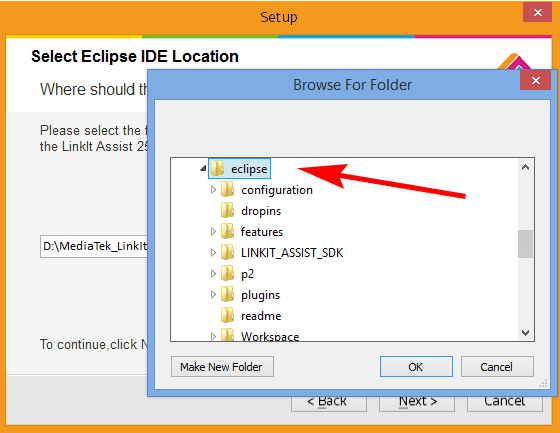 Setup
Select Eclipse IDE Location
Where should th
Please select the f
the LinkIt Assist 25
D:\MediaTek_LinkIt
To continue,click N
< Back
Next >
Cancel
Browse For Folder
eclipse
configuration
dropins
features
LINKIT_ASSIST_SDK
p2
plugins
readme
Workspace
Make New Folder
OK
Cancel